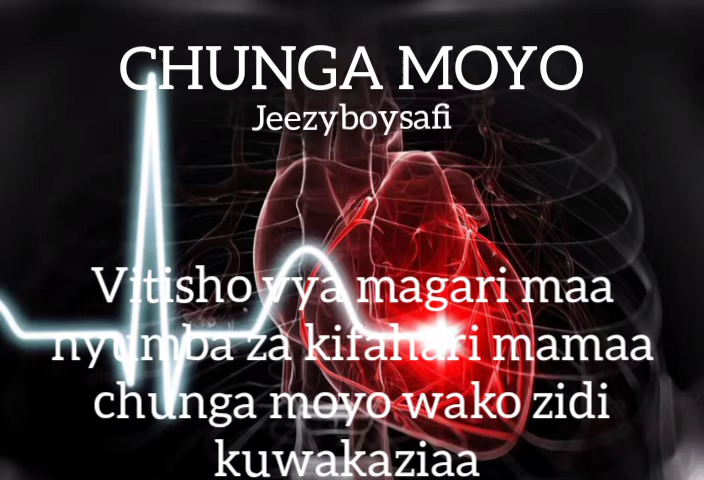 CHUNGA MOYO
Jeezyboysafi
Vitisho vya magari maa
nyumba za kifahari mamaa
chunga moyo wako zidi
kuwakaziaa